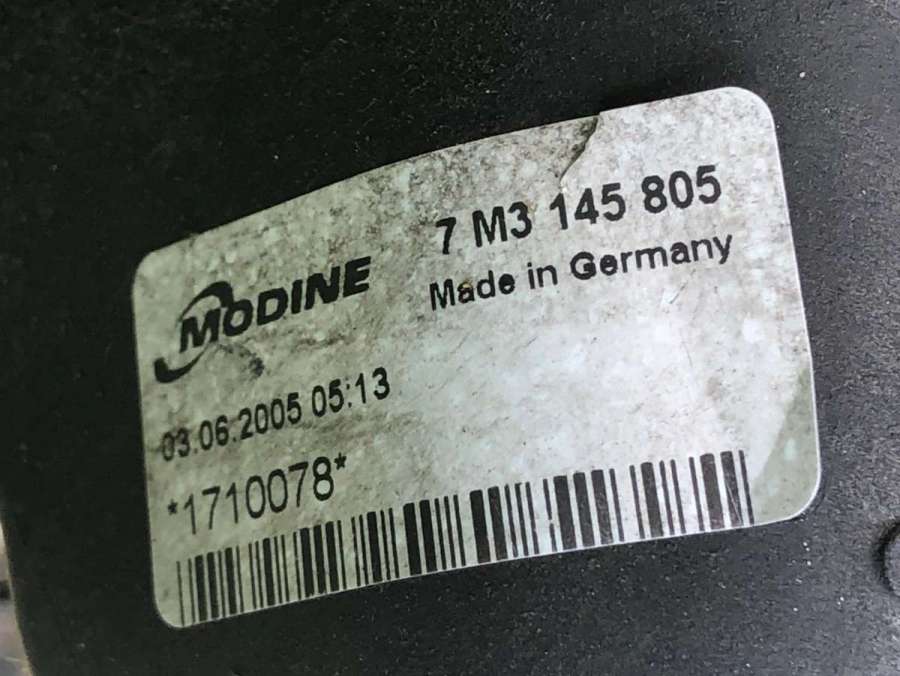 7 M3 145 805
MODINE
Made in Germany
03.06.2005 05:13
*1710078*